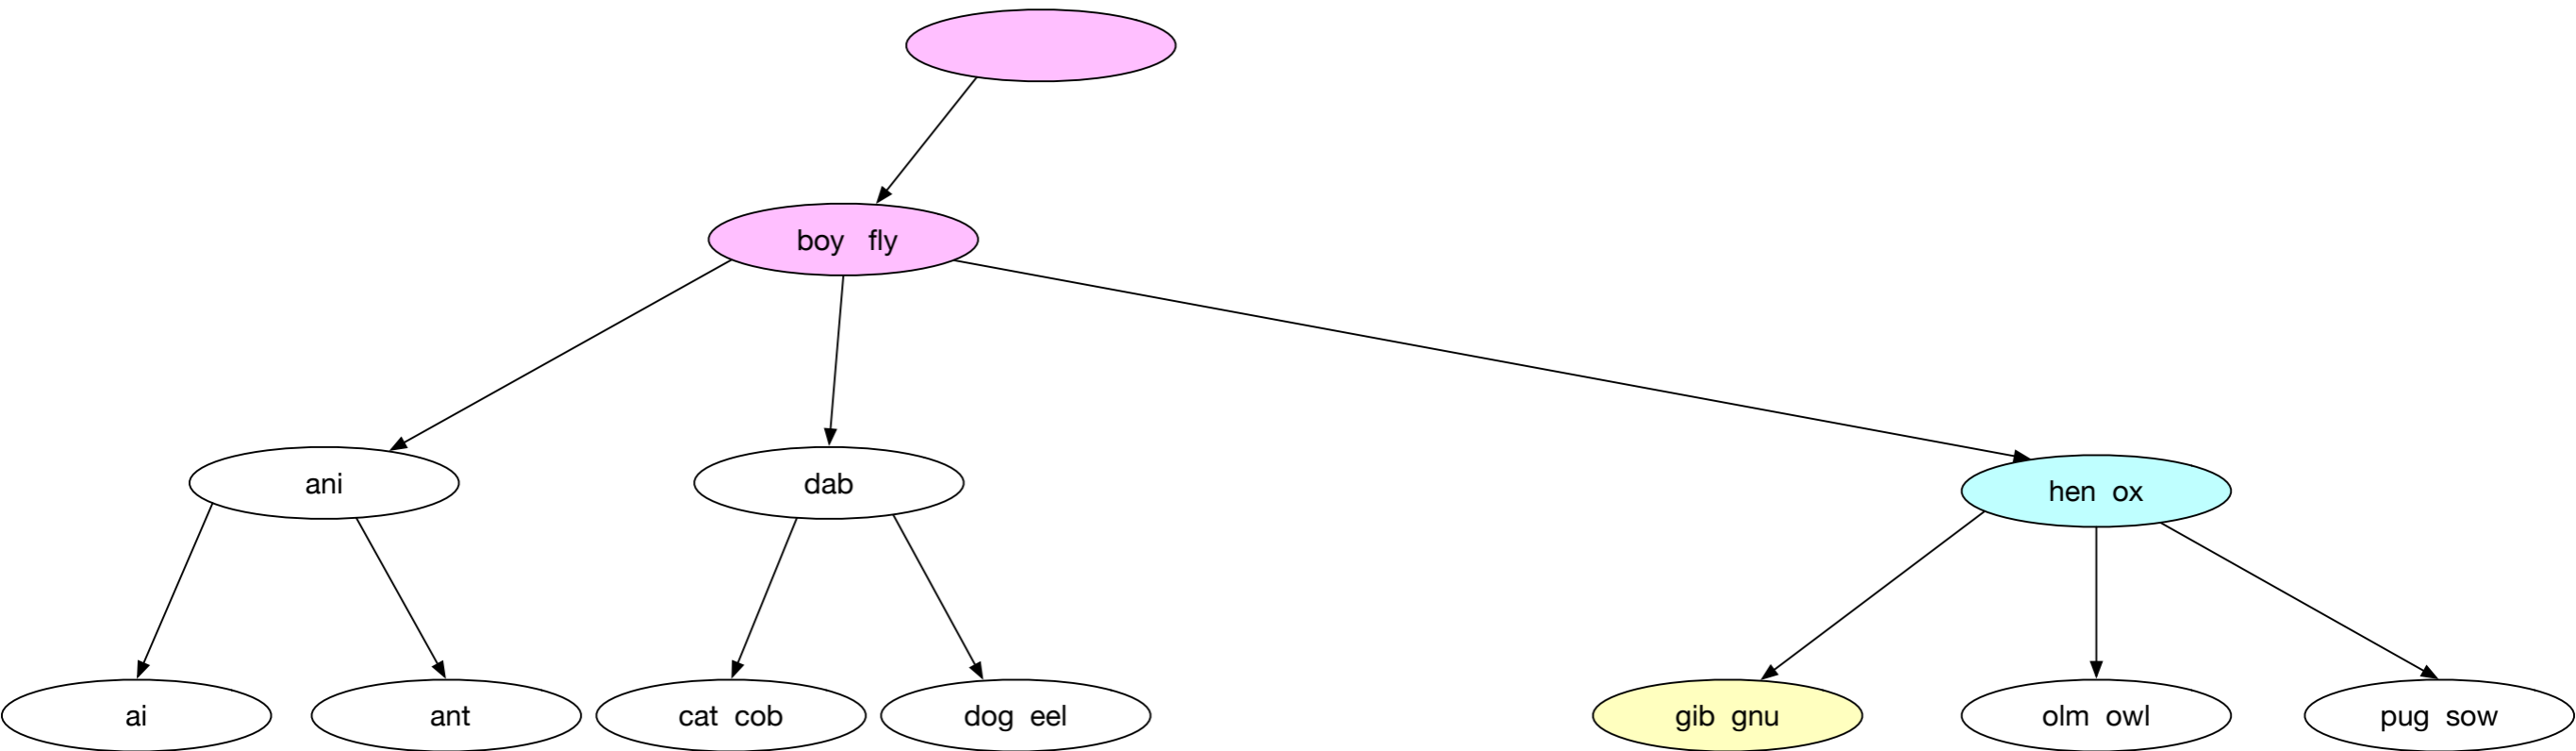 boy fly
ani
dab
hen ox
ai
ant
cat cob
dog eel
gib gnu
olm owl
pug sow